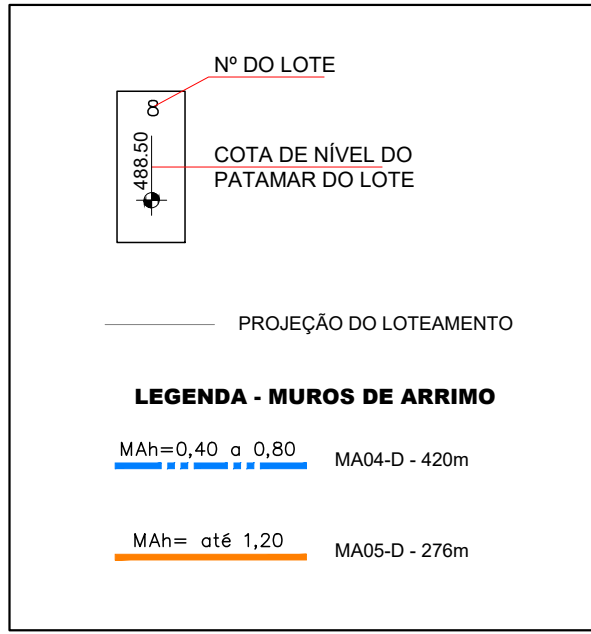 Nº DO LOTE
8
488.50
COTA DE NÍVEL DO
PATAMAR DO LOTE
PROJEÇÃO DO LOTEAMENTO
LEGENDA - MUROS DE ARRIMO
MAh=0,40 a 0,80
MA04-D - 420m
MAh= até 1,20
MA05-D - 276m